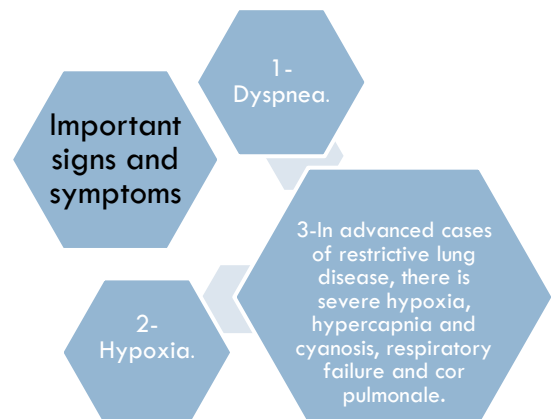 Important
signs and
symptoms
1-
Dyspnea.
2-
Hypoxia.
3-In advanced cases
of restrictive lung
disease, there is
severe hypoxia,
hypercapnia and
cyanosis, respiratory
failure and cor
pulmonale.